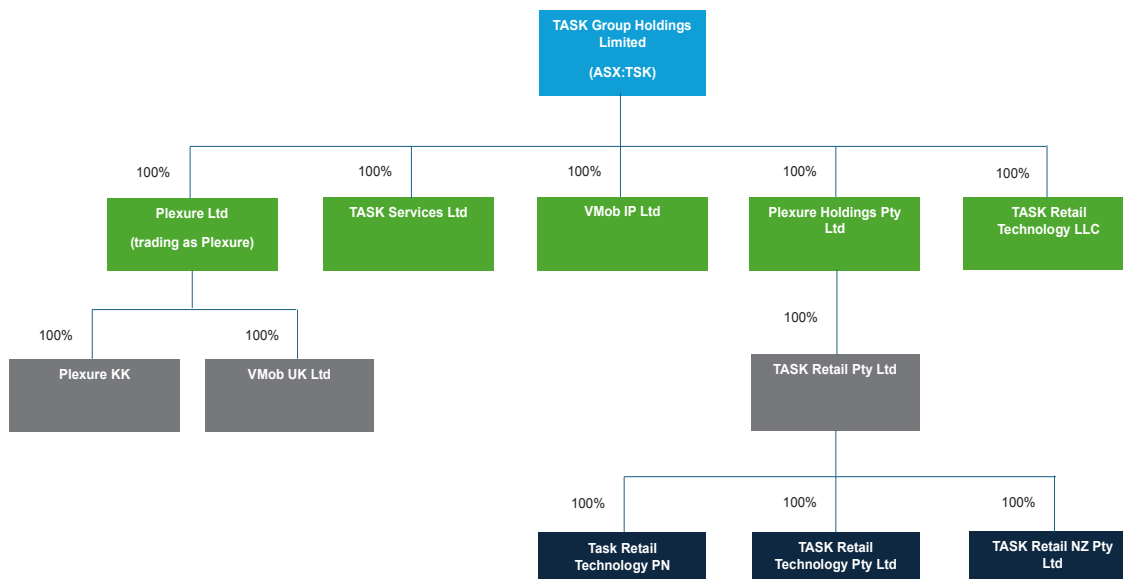 TASK Group Holdings
Limited
(ASX:TSK)
100%
100%
100%
100%
100%
Plexure Ltd
(trading as Plexure)
TASK Services Ltd
VMob IP Ltd
Plexure Holdings Pty
Ltd
TASK Retail
Technology LLC
100%
100%
100%
Plexure KK
VMob UK Ltd
TASK Retail Pty Ltd
100%
100%
100%
Task Retail
Technology PN
TASK Retail
Technology Pty Ltd
TASK Retail NZ Pty
Ltd